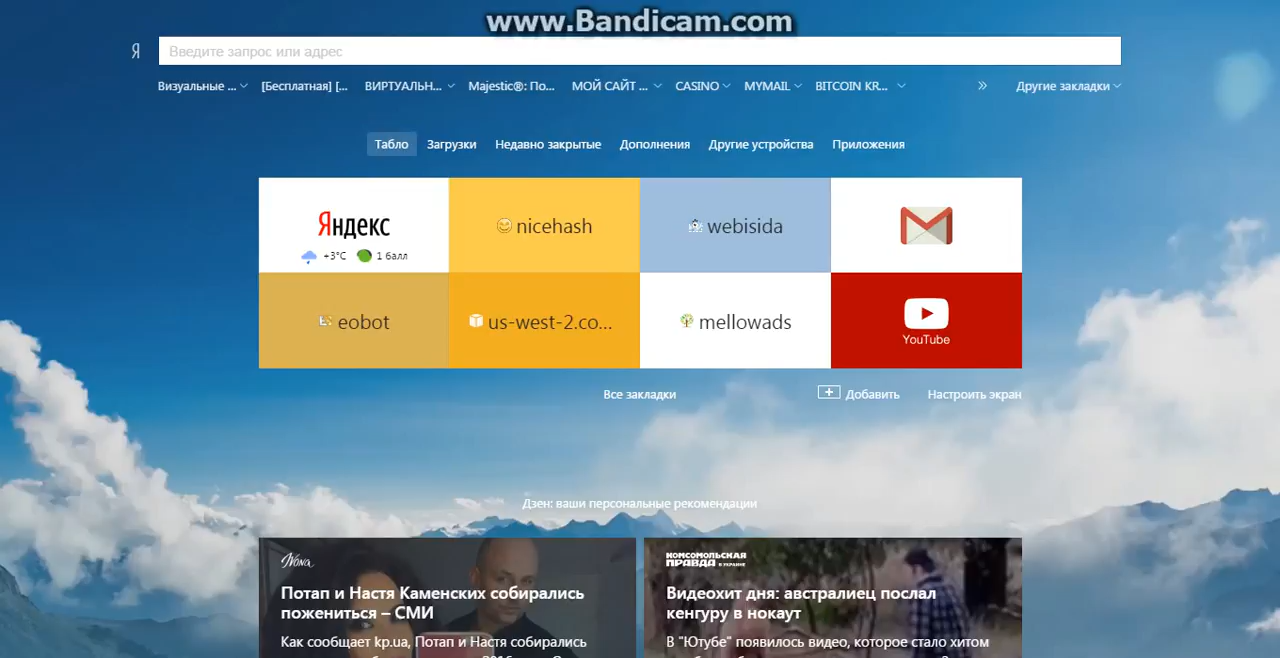 www.Bandicam.com
Я Введите запрос или адрес
Визуальные ... [Бесплатная] [... ВИРТУАЛЬН... Majestic®: По... МОЙ САЙТ ... CASINO MYMAIL BITCOIN KR... » Другие закладки
Табло Загрузки Недавно закрытые Дополнения Другие устройства Приложения
Яндекс
+3°C 1 балл
nicehash
webisida
eobot
us-west-2.co...
mellowads
YouTube
Все закладки Добавить Настроить экран
Дзен: ваши персональные рекомендации
Потап и Настя Каменских собирались
пожениться – СМИ
Как сообщает kp.ua, Потап и Настя собирались
КОМСОМОЛЬСКАЯ
ПРАВДА В УКРАИНЕ
Видеохит дня: австралиец послал
кенгуру в нокаут
В "Ютубе" появилось видео, которое стало хитом